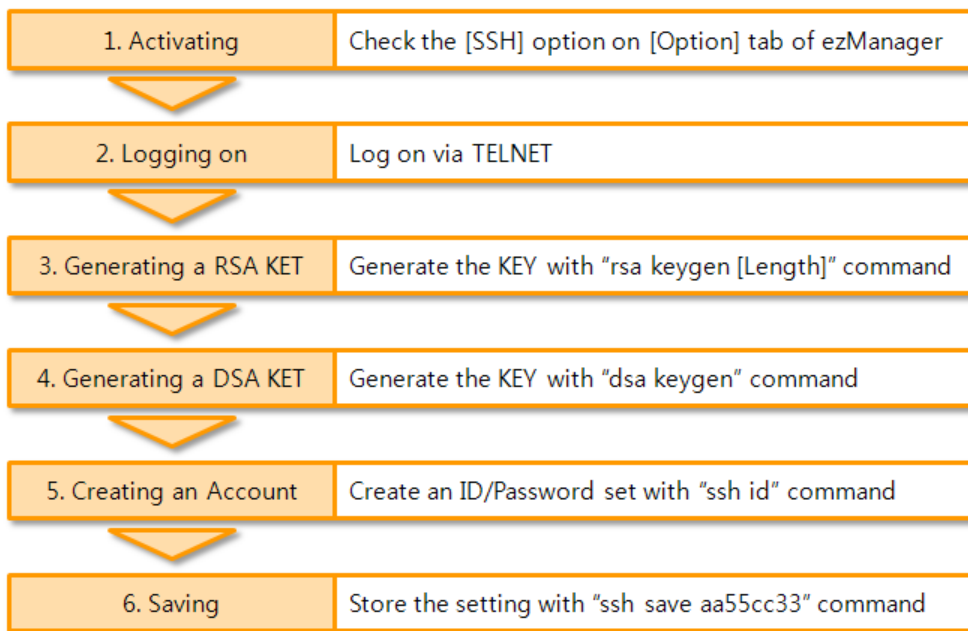 1. Activating
Check the [SSH] option on [Option] tab of ezManager
2. Logging on
Log on via TELNET
3. Generating a RSA KET
Generate the KEY with “rsa keygen [Length]” command
4. Generating a DSA KET
Generate the KEY with “dsa keygen” command
5. Creating an Account
Create an ID/Password set with “ssh id” command
6. Saving
Store the setting with “ssh save aa55cc33” command